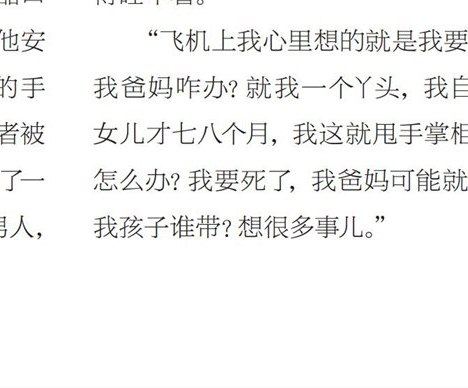 他安
的手
者被
了一
男人，
“飞机上我心里想的就是我要
我爸妈咋办？就我一个丫头，我自
女儿才七八个月，我这就甩手掌柜
怎么办？我要死了，我爸妈可能就
我孩子谁带？想很多事儿。”